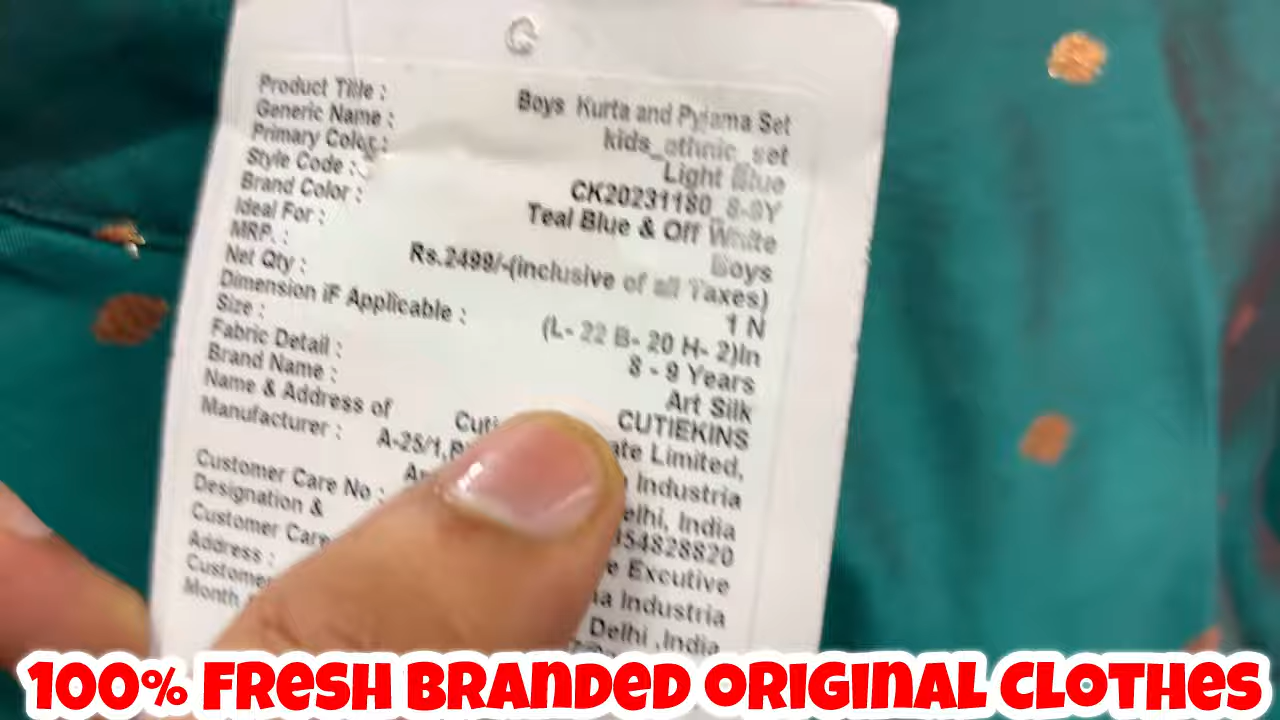 Product Title : Boys Kurta and Pyjama Set
Generic Name : kids_ethnic_set
Primary Color : Light Blue
Style Code : CK20231180_8-9Y
Brand Color : Teal Blue & Off White
Ideal For : Boys
MRP. : Rs.2499/-(inclusive of all Taxes)
Net Qty : 1 N
Dimension iF Applicable : (L- 22 B- 20 H- 2)In
Size : 8 - 9 Years
Fabric Detail : Art Silk
Brand Name : CUTIEKINS
Name & Address of Limited,
Manufacturer : A-25/1, Industria
India
Customer Care No :
Designation & Excutive
Customer Care Industria
Address : Delhi ,India
Customer
Month
100% FRESH BRANDED ORIGINAL CLOTHES